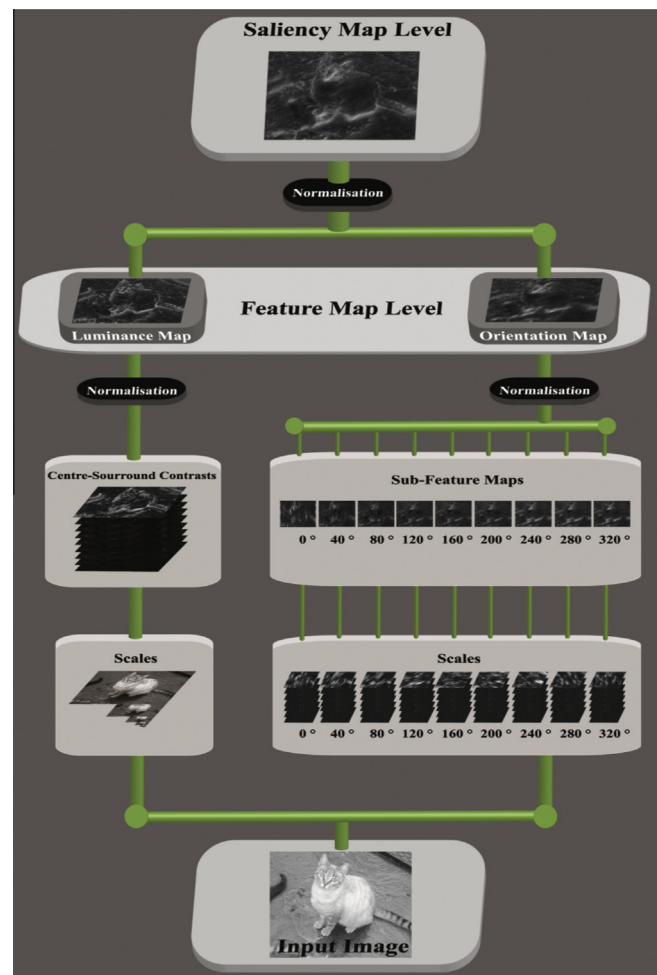 Saliency Map Level
Normalisation
Feature Map Level
Luminance Map
Orientation Map
Normalisation
Normalisation
Centre-Sourround Contrasts
Sub-Feature Maps
0 ° 40 ° 80 ° 120 ° 160 ° 200 ° 240 ° 280 ° 320 °
Scales
Scales
0 ° 40 ° 80 ° 120 ° 160 ° 200 ° 240 ° 280 ° 320 °
Input Image